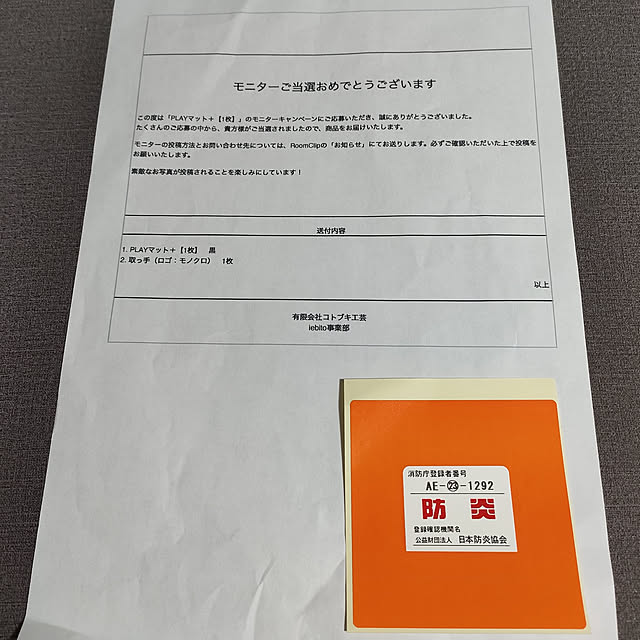 モニターご当選おめでとうございます
この度は「PLAYマット＋【1枚】」のモニターキャンペーンにご応募いただき、誠にありがとうございました。
たくさんのご応募の中から、貴方様がご当選されましたので、商品をお届けいたします。
モニターの投稿方法とお問い合わせ先については、RoomClipの「お知らせ」にてお送りします。必ずご確認いただいた上で投稿を
お願いいたします。
素敵なお写真が投稿されることを楽しみにしています！
送付内容
1. PLAYマット＋【1枚】　黒
2. 取っ手（ロゴ：モノクロ）　1枚
以上
有限会社コトブキ工芸
iebito事業部
消防庁登録者番号
AE-㉓-1292
防炎
登録確認機関名
公益財団法人 日本防炎協会